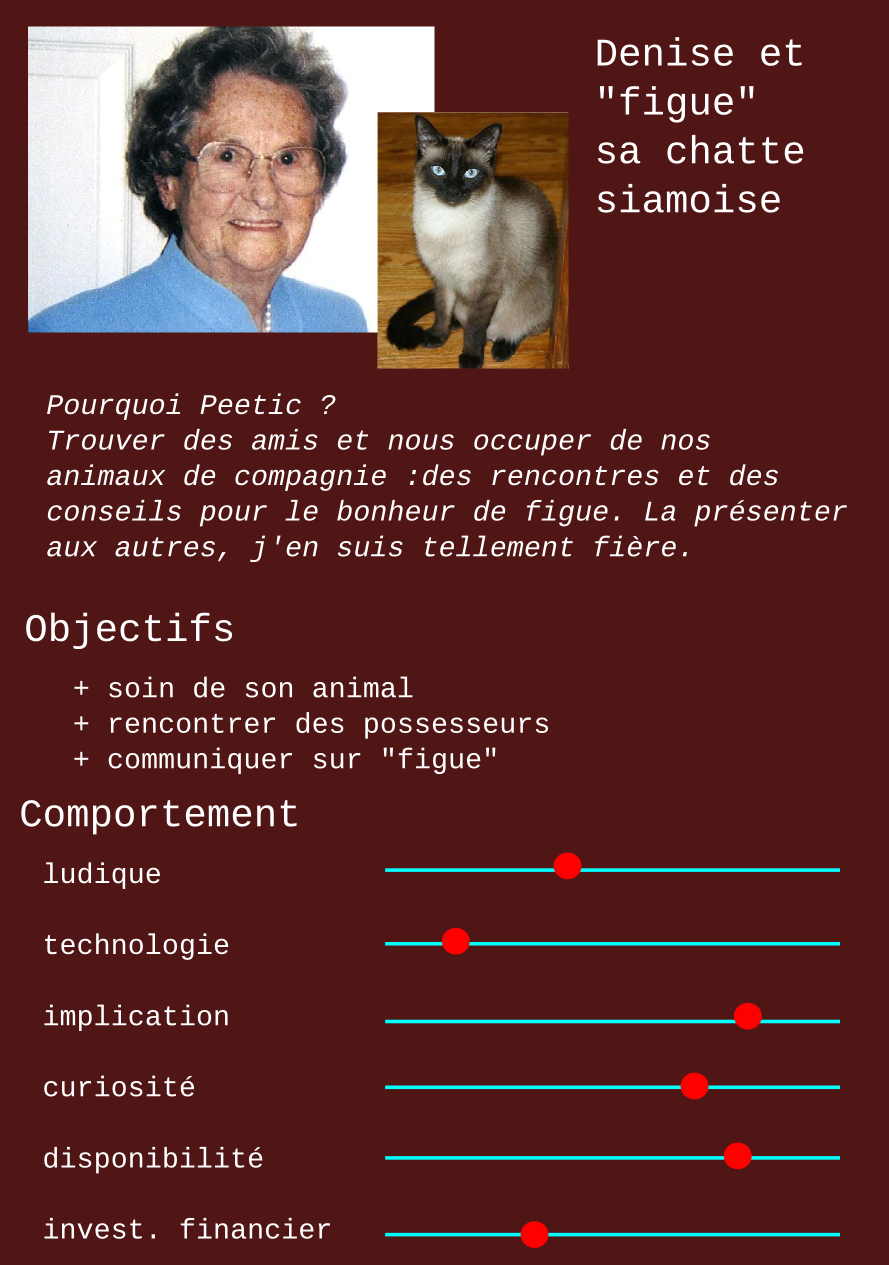 Denise et
"figue"
sa chatte
siamoise
Pourquoi Peetic ?
Trouver des amis et nous occuper de nos
animaux de compagnie :des rencontres et des
conseils pour le bonheur de figue. La présenter
aux autres, j'en suis tellement fière.
Objectifs
+ soin de son animal
+ rencontrer des possesseurs
+ communiquer sur "figue"
Comportement
ludique
technologie
implication
curiosité
disponibilité
invest. financier